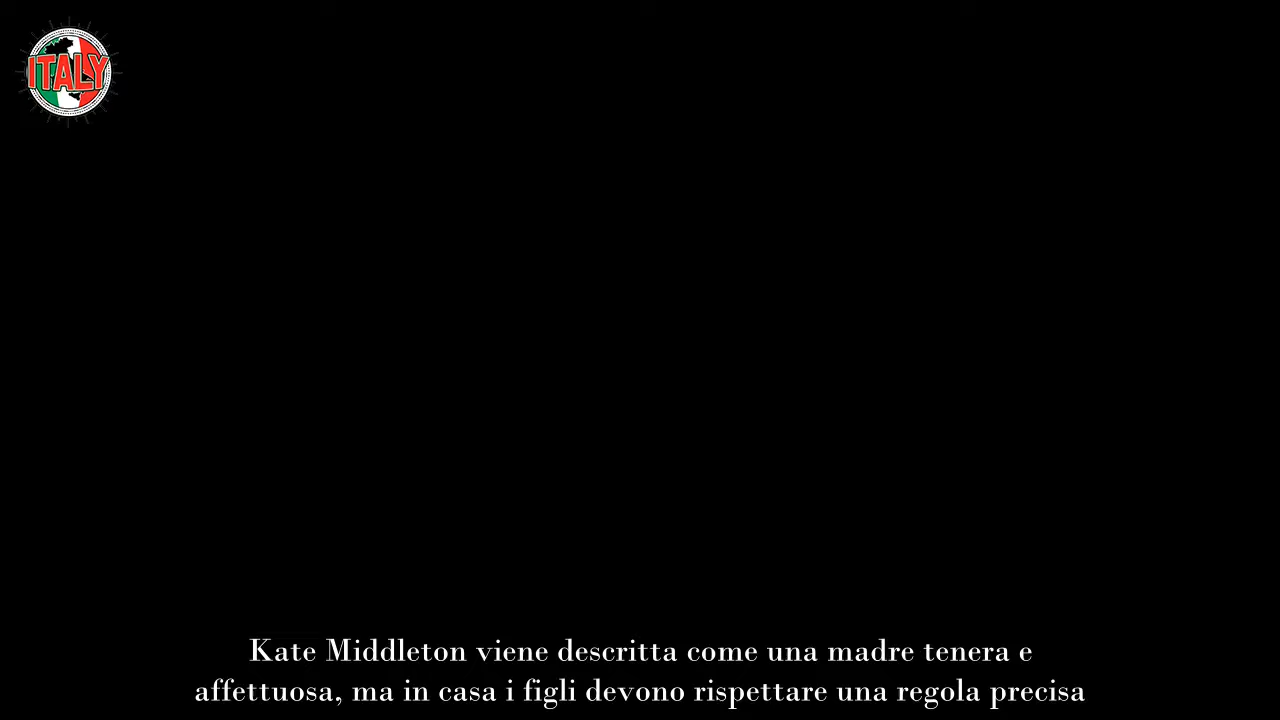 ITALY
Kate Middleton viene descritta come una madre tenera e
affettuosa, ma in casa i figli devono rispettare una regola precisa